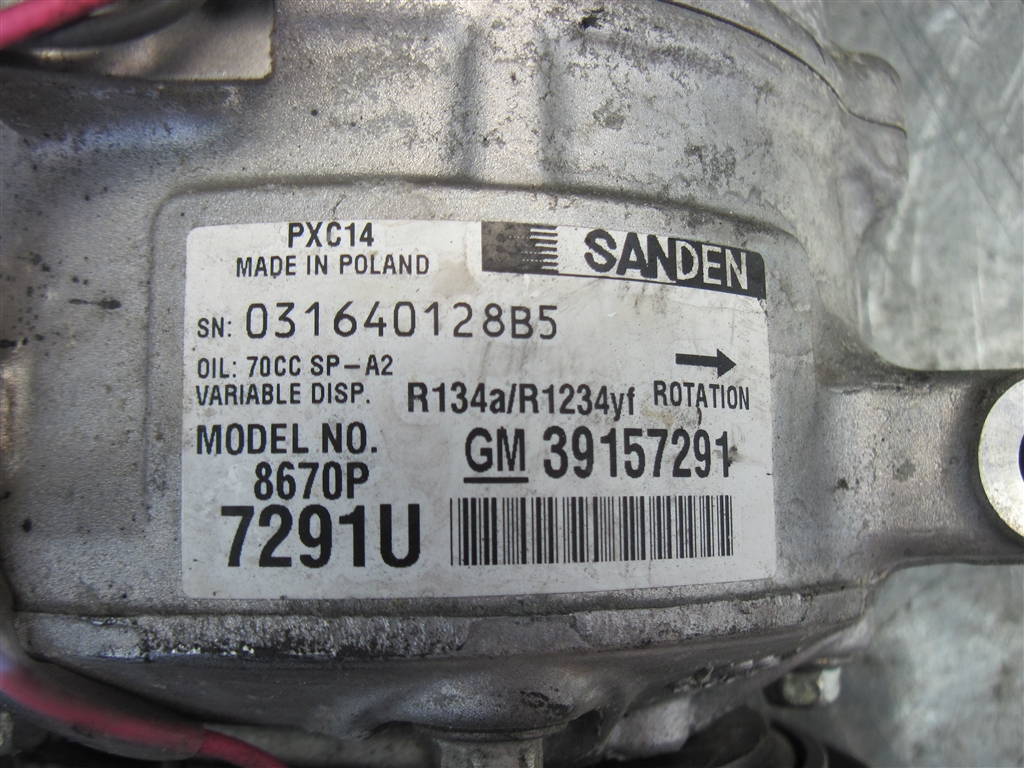 PXC14
MADE IN POLAND
SANDEN
SN: 031640128B5
OIL: 70CC SP-A2
VARIABLE DISP.
R134a/R1234yf
ROTATION
MODEL NO.
8670P
GM 39157291
7291U